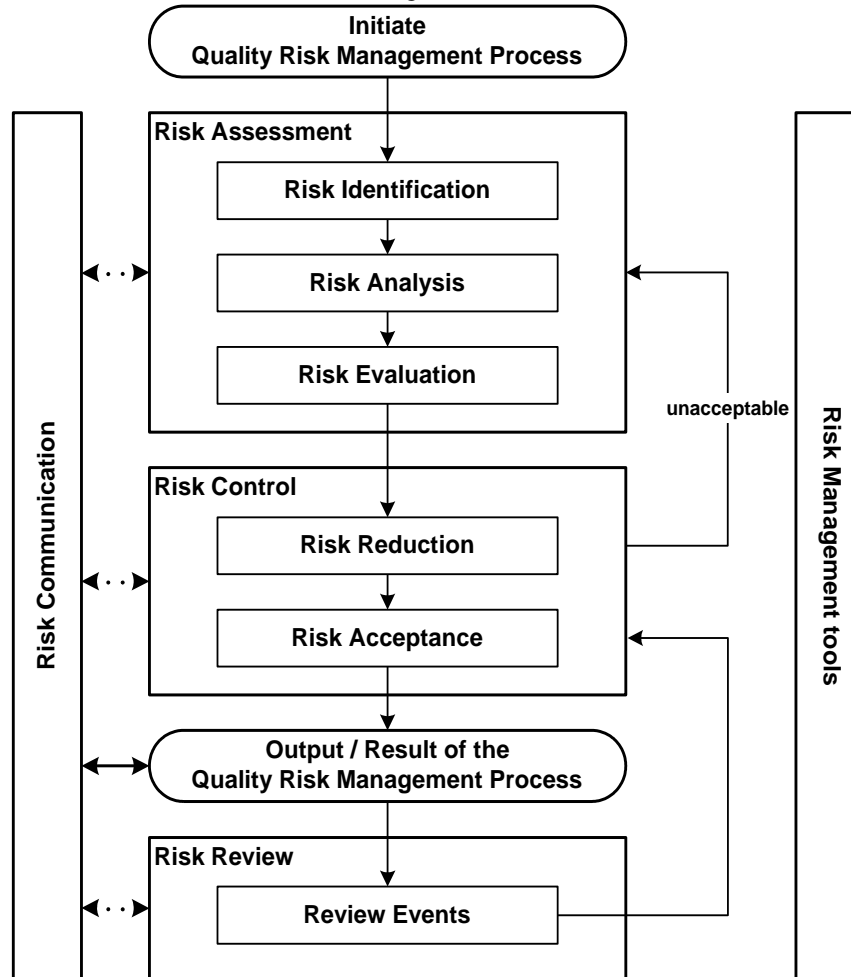 Initiate
Quality Risk Management Process
Risk Assessment
Risk Identification
Risk Analysis
Risk Evaluation
unacceptable
Risk Communication
Risk Management tools
Risk Control
Risk Reduction
Risk Acceptance
Output / Result of the
Quality Risk Management Process
Risk Review
Review Events